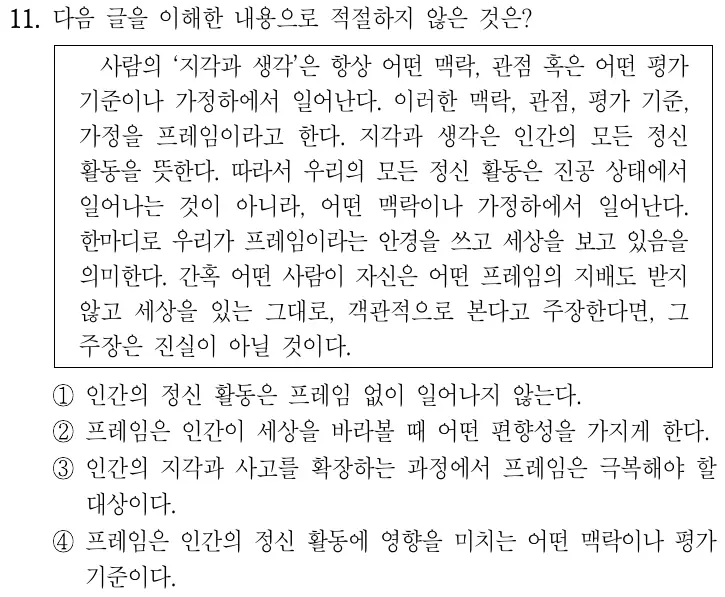 11. 다음 글을 이해한 내용으로 적절하지 않은 것은?
사람의 ‘지각과 생각’은 항상 어떤 맥락, 관점 혹은 어떤 평가
기준이나 가정하에서 일어난다. 이러한 맥락, 관점, 평가 기준,
가정을 프레임이라고 한다. 지각과 생각은 인간의 모든 정신
활동을 뜻한다. 따라서 우리의 모든 정신 활동은 진공 상태에서
일어나는 것이 아니라, 어떤 맥락이나 가정하에서 일어난다.
한마디로 우리가 프레임이라는 안경을 쓰고 세상을 보고 있음을
의미한다. 간혹 어떤 사람이 자신은 어떤 프레임의 지배도 받지
않고 세상을 있는 그대로, 객관적으로 본다고 주장한다면, 그
주장은 진실이 아닐 것이다.
① 인간의 정신 활동은 프레임 없이 일어나지 않는다.
② 프레임은 인간이 세상을 바라볼 때 어떤 편향성을 가지게 한다.
③ 인간의 지각과 사고를 확장하는 과정에서 프레임은 극복해야 할
대상이다.
④ 프레임은 인간의 정신 활동에 영향을 미치는 어떤 맥락이나 평가
기준이다.